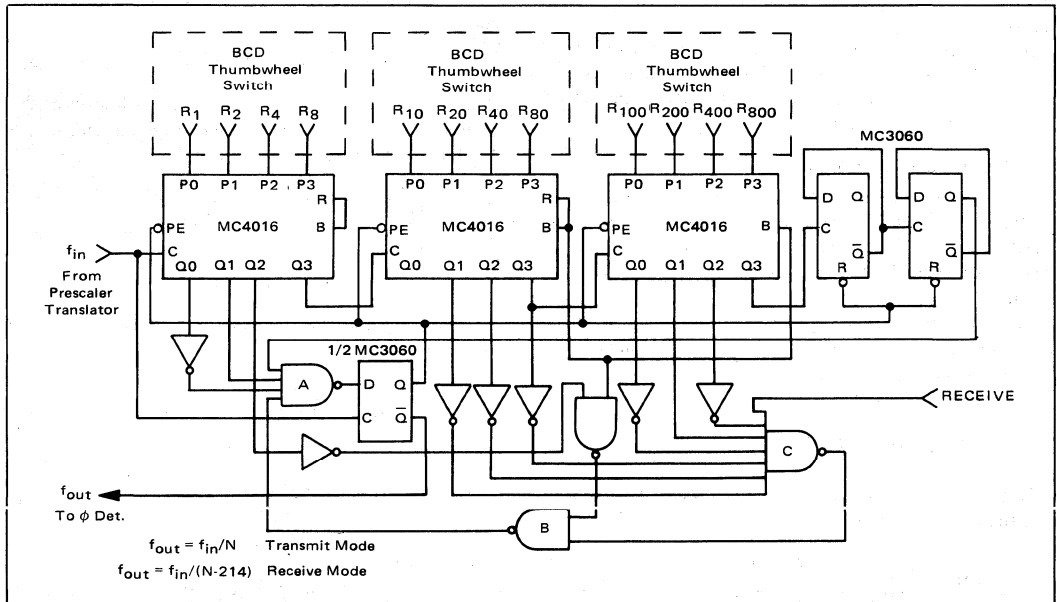 BCD
Thumbwheel
Switch
BCD
Thumbwheel
Switch
BCD
Thumbwheel
Switch
R1 R2 R4 R8
R10 R20 R40 R80
R100 R200 R400 R800
MC3060
P0 P1 P2 P3
P0 P1 P2 P3
P0 P1 P2 P3
D Q
D Q
R
PE MC4016 B
R
PE MC4016 B
R
PE MC4016 B
C
C
fin
C
Q0 Q1 Q2 Q3
C
Q0 Q1 Q2 Q3
C
Q0 Q1 Q2 Q3
Q
R
Q
R
From
Prescaler
Translator
1/2 MC3060
A
D Q
C Q
RECEIVE
C
fout
To ϕ Det.
B
fout = fin/N Transmit Mode
fout = fin/(N-214) Receive Mode